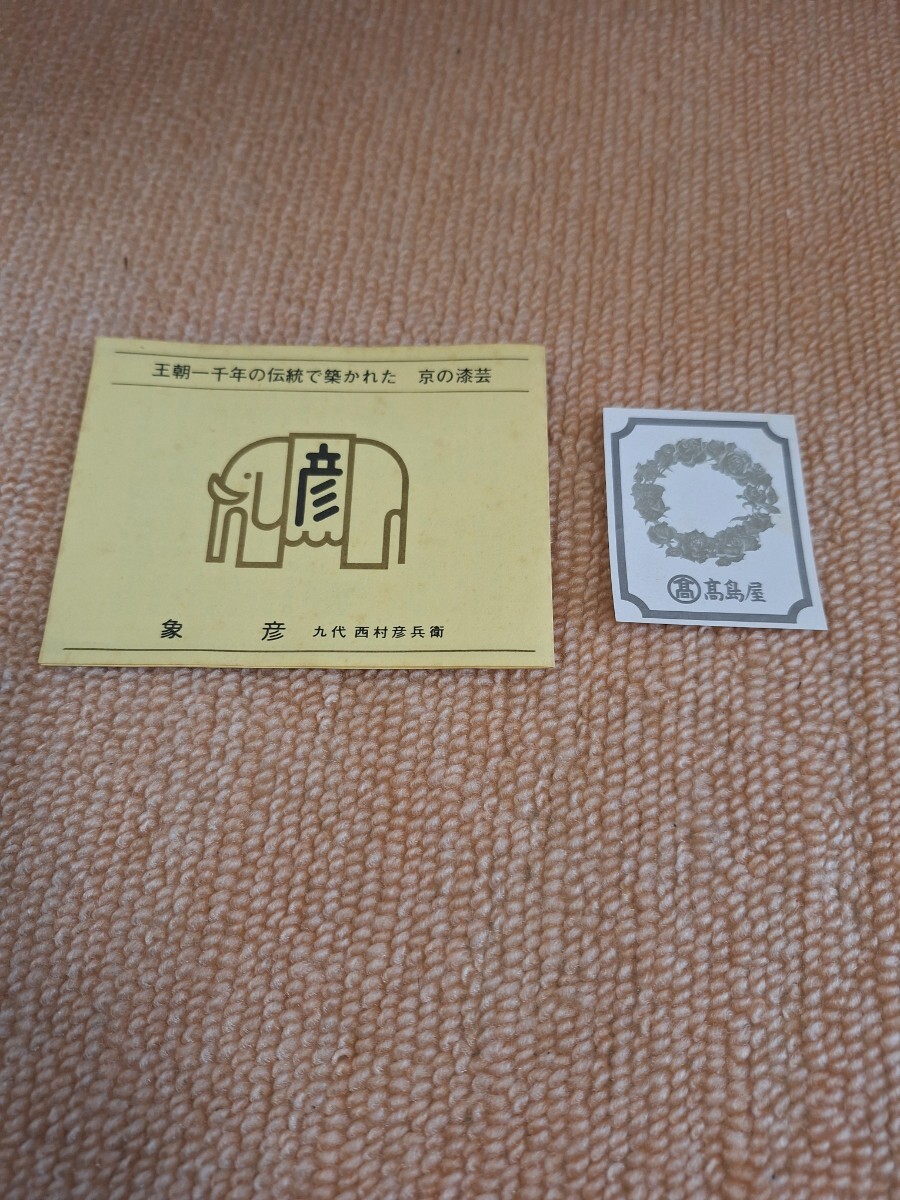 王朝一千年の伝統で築かれた　京の漆芸
彦
象　彦　九代 西村彦兵衛
髙 髙島屋